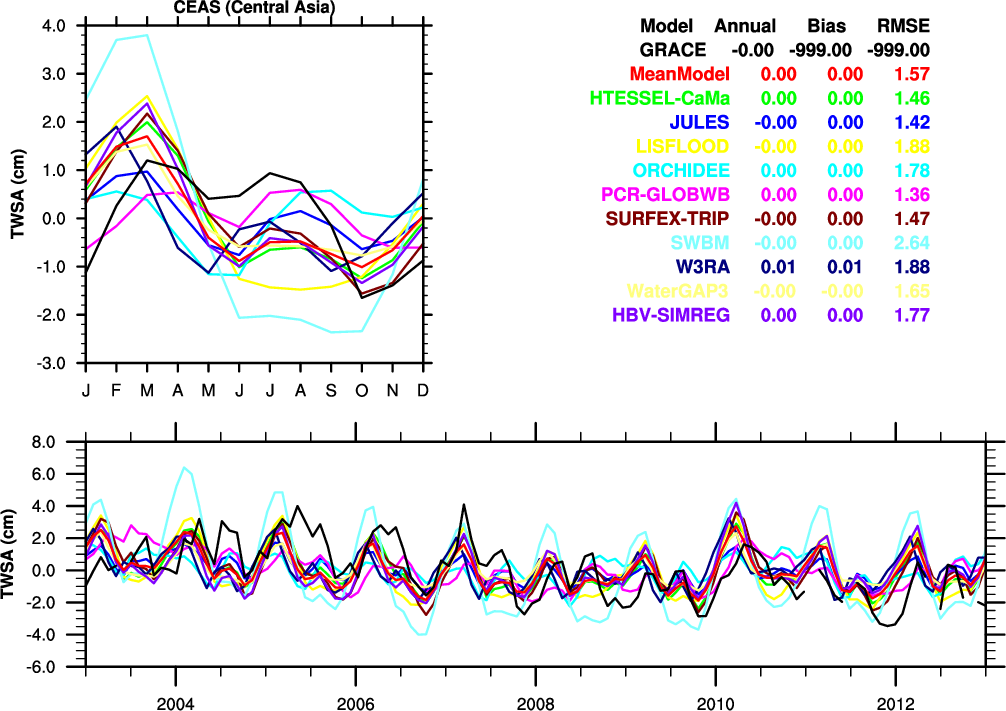 CEAS (Central Asia)
TWSA (cm)
4.0
3.0
2.0
1.0
0.0
-1.0
-2.0
-3.0
J F M A M J J A S O N D
Model Annual Bias RMSE
GRACE -0.00 -999.00 -999.00
MeanModel 0.00 0.00 1.57
HTESSEL-CaMa 0.00 0.00 1.46
JULES -0.00 0.00 1.42
LISFLOOD -0.00 0.00 1.88
ORCHIDEE 0.00 0.00 1.78
PCR-GLOBWB 0.00 0.00 1.36
SURFEX-TRIP -0.00 0.00 1.47
SWBM -0.00 0.00 2.64
W3RA 0.01 0.01 1.88
WaterGAP3 -0.00 -0.00 1.65
HBV-SIMREG 0.00 0.00 1.77
TWSA (cm)
8.0
6.0
4.0
2.0
0.0
-2.0
-4.0
-6.0
2004 2006 2008 2010 2012